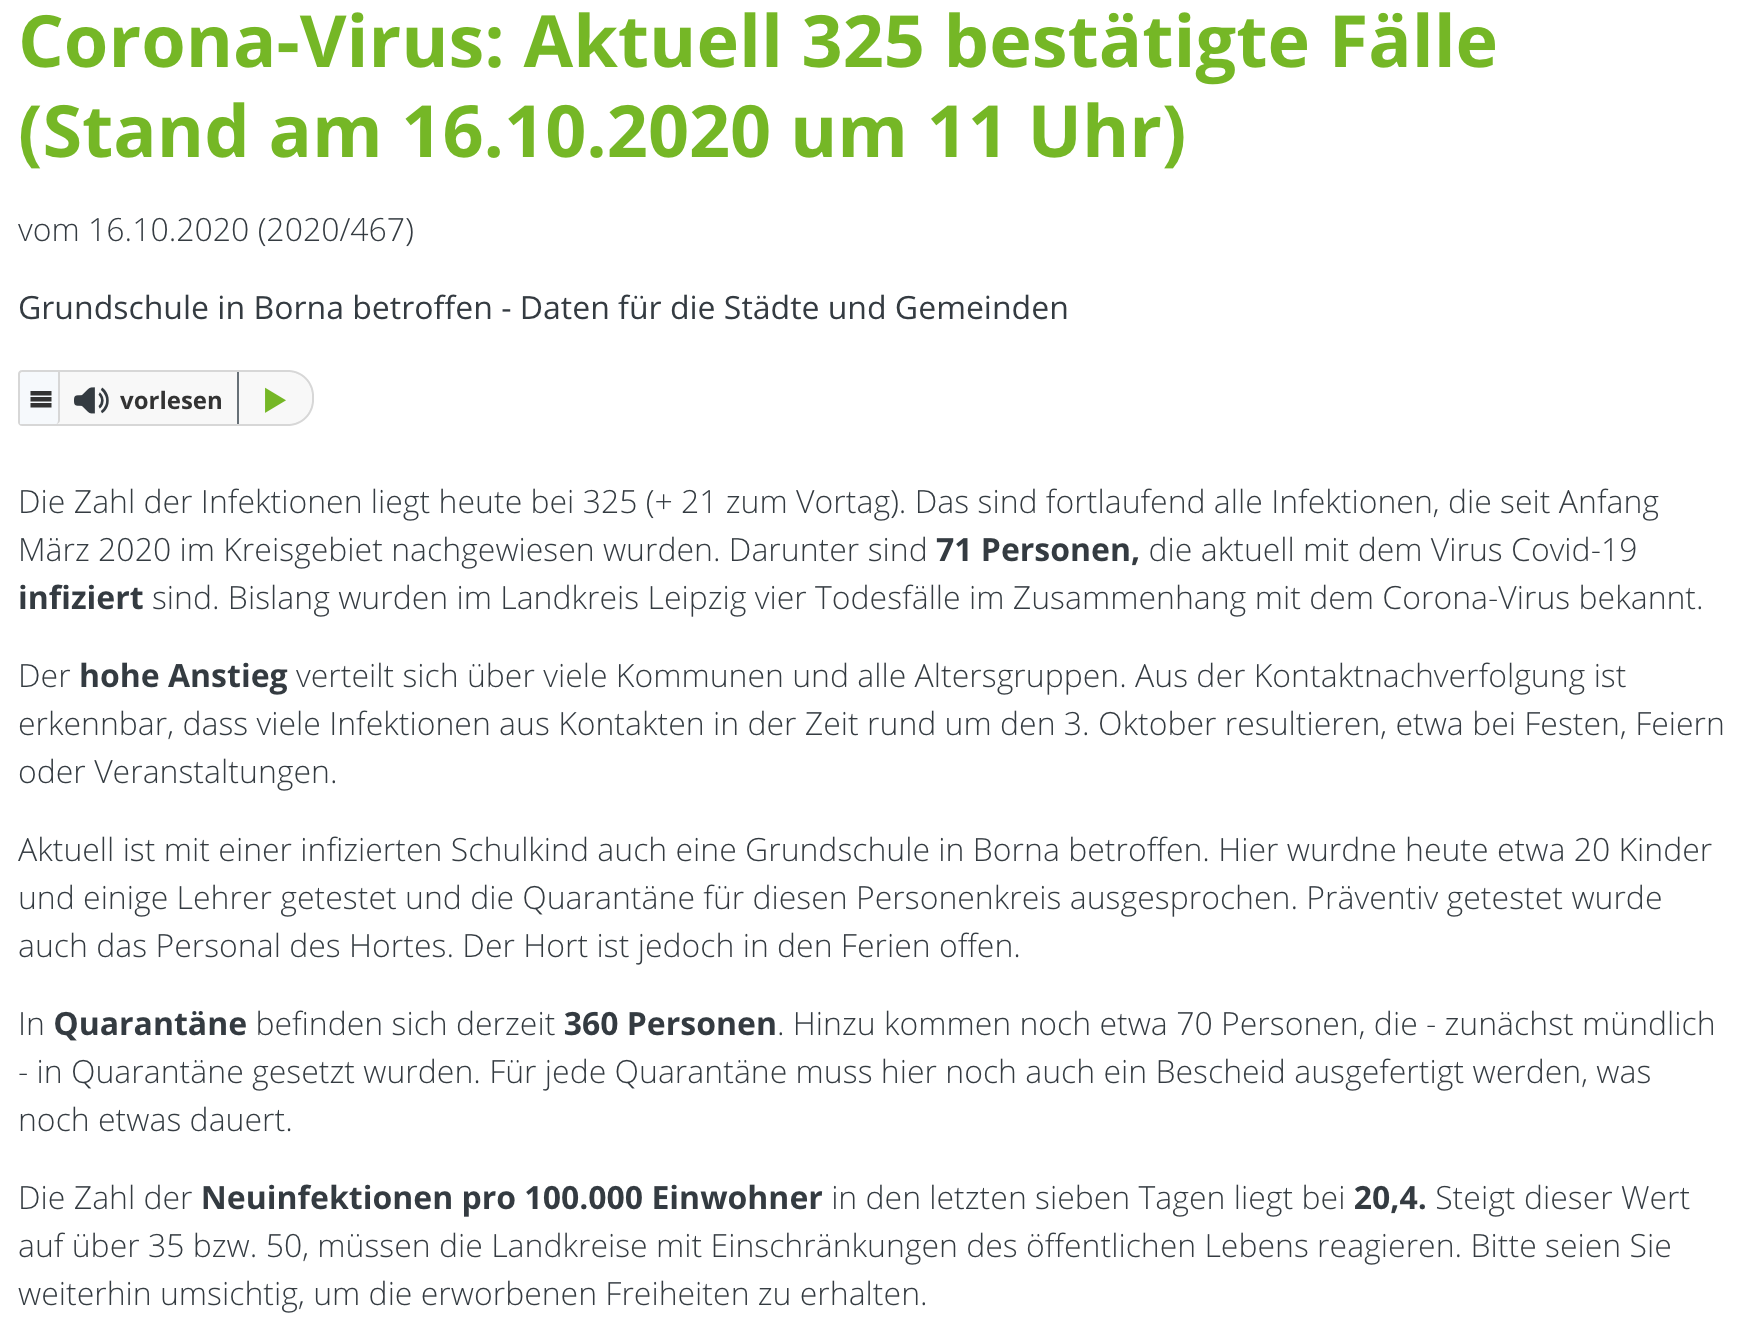 Corona-Virus: Aktuell 325 bestätigte Fälle
(Stand am 16.10.2020 um 11 Uhr)
vom 16.10.2020 (2020/467)
Grundschule in Borna betroffen - Daten für die Städte und Gemeinden
vorlesen
Die Zahl der Infektionen liegt heute bei 325 (+ 21 zum Vortag). Das sind fortlaufend alle Infektionen, die seit Anfang
März 2020 im Kreisgebiet nachgewiesen wurden. Darunter sind 71 Personen, die aktuell mit dem Virus Covid-19
infiziert sind. Bislang wurden im Landkreis Leipzig vier Todesfälle im Zusammenhang mit dem Corona-Virus bekannt.
Der hohe Anstieg verteilt sich über viele Kommunen und alle Altersgruppen. Aus der Kontaktnachverfolgung ist
erkennbar, dass viele Infektionen aus Kontakten in der Zeit rund um den 3. Oktober resultieren, etwa bei Festen, Feiern
oder Veranstaltungen.
Aktuell ist mit einer infizierten Schulkind auch eine Grundschule in Borna betroffen. Hier wurdne heute etwa 20 Kinder
und einige Lehrer getestet und die Quarantäne für diesen Personenkreis ausgesprochen. Präventiv getestet wurde
auch das Personal des Hortes. Der Hort ist jedoch in den Ferien offen.
In Quarantäne befinden sich derzeit 360 Personen. Hinzu kommen noch etwa 70 Personen, die - zunächst mündlich
- in Quarantäne gesetzt wurden. Für jede Quarantäne muss hier noch auch ein Bescheid ausgefertigt werden, was
noch etwas dauert.
Die Zahl der Neuinfektionen pro 100.000 Einwohner in den letzten sieben Tagen liegt bei 20,4. Steigt dieser Wert
auf über 35 bzw. 50, müssen die Landkreise mit Einschränkungen des öffentlichen Lebens reagieren. Bitte seien Sie
weiterhin umsichtig, um die erworbenen Freiheiten zu erhalten.